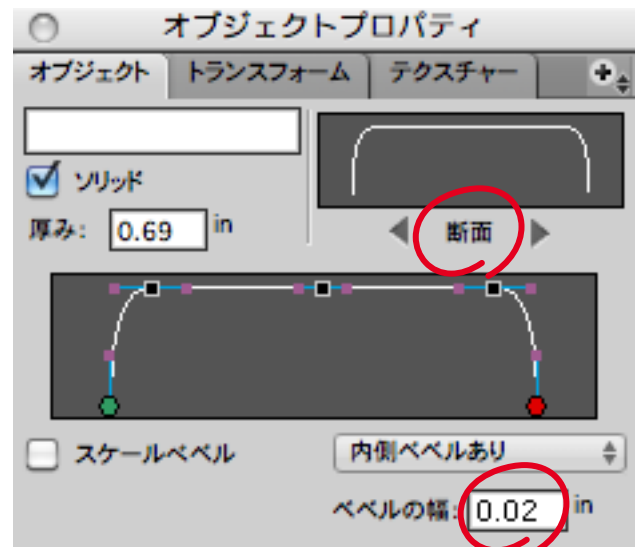 オブジェクトプロパティ
オブジェクト トランスフォーム テクスチャー
ソリッド
厚み: 0.69 in
断面
スケールベベル 内側ベベルあり
ベベルの幅: 0.02 in